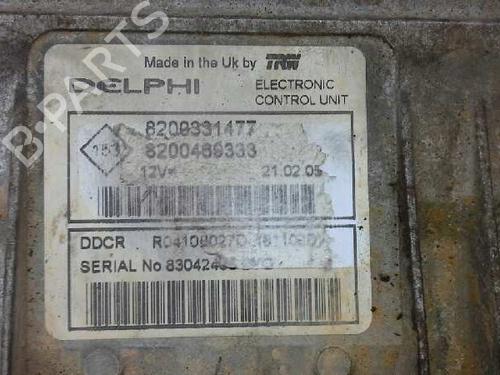 B-PARTS
Made in the Uk by TRW
DELPHI ELECTRONIC CONTROL UNIT
8200331477
8200469333
12V 21.02.05
DDCR
SERIAL No